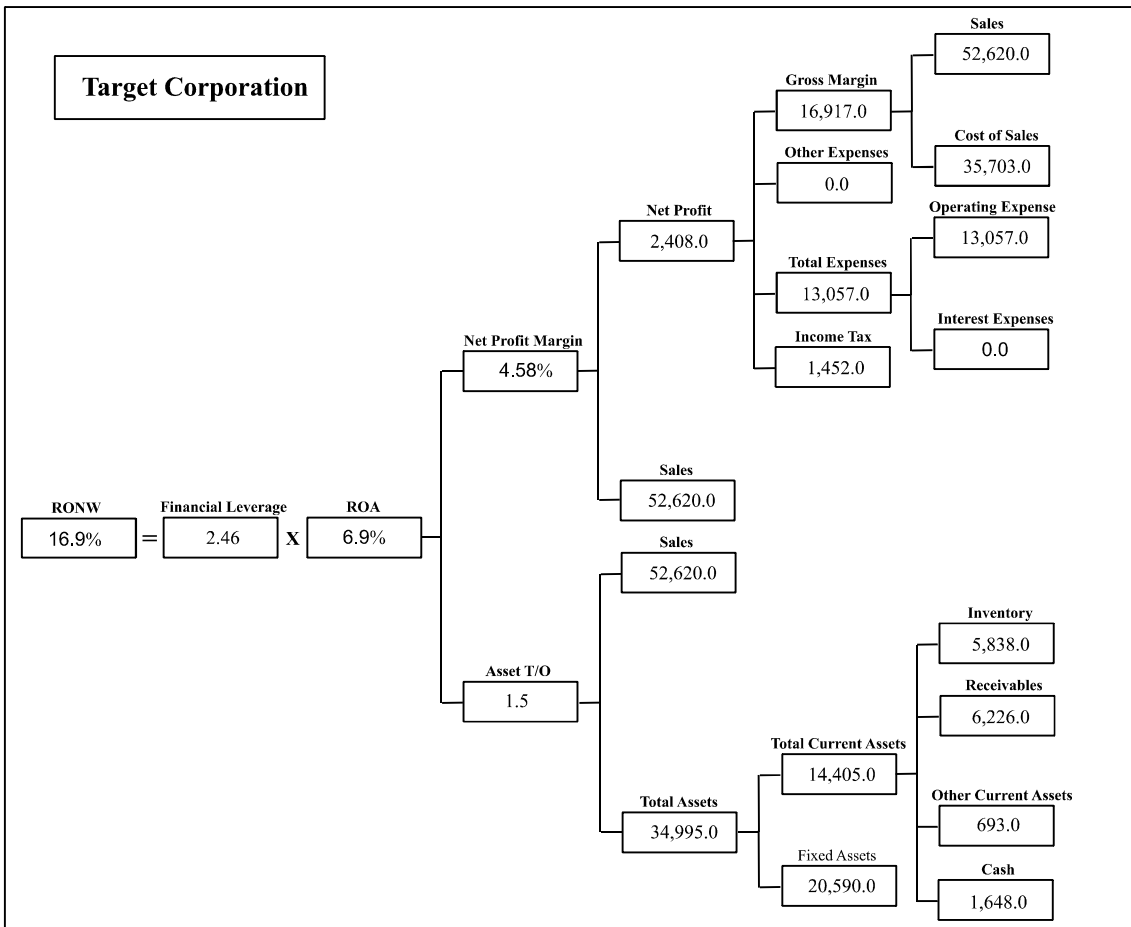 Target Corporation
Sales
52,620.0
Gross Margin
16,917.0
Cost of Sales
35,703.0
Other Expenses
0.0
Net Profit
2,408.0
Operating Expense
13,057.0
Total Expenses
13,057.0
Interest Expenses
0.0
Income Tax
1,452.0
Net Profit Margin
4.58%
Sales
52,620.0
RONW
16.9%
=
Financial Leverage
2.46
X
ROA
6.9%
Sales
52,620.0
Asset T/O
1.5
Inventory
5,838.0
Receivables
6,226.0
Total Current Assets
14,405.0
Other Current Assets
693.0
Total Assets
34,995.0
Fixed Assets
20,590.0
Cash
1,648.0